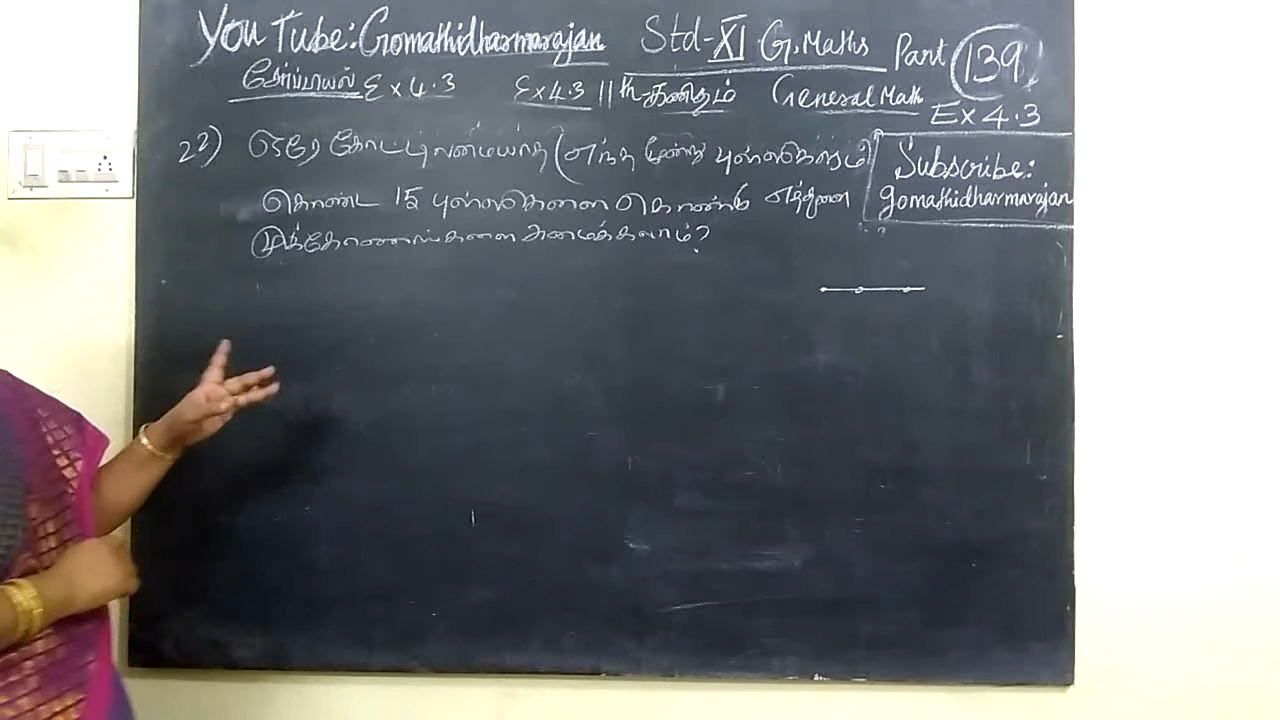 YouTube: Gomathidharmarajan Std-XI G.Maths Part 139
சேர்ப்பியல் Ex 4.3 Ex 4.3 11th-கணிதம் General Math
Ex 4.3
22) ஒரே கோட்டிலமையாத (எந்த மூன்று புள்ளிகளும்)
கொண்ட 15 புள்ளிகளை கொண்டு எத்தனை
முக்கோணங்களை அமைக்கலாம்?
Subscribe:
gomathidharmarajan